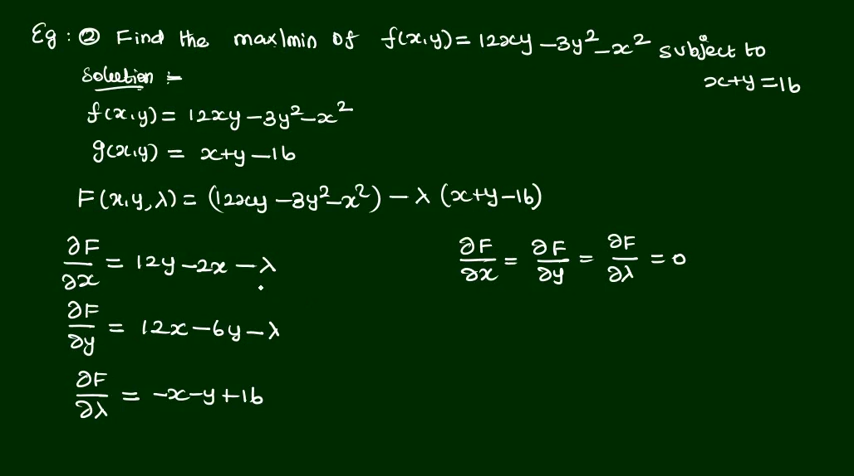 Eg : ② Find the max/min of f(x,y) = 12xy - 3y² - x² subject to
x+y = 16
Solution :-
f(x,y) = 12xy - 3y² - x²
g(x,y) = x+y - 16
F(x,y,λ) = (12xy - 3y² - x²) - λ (x+y-16)
∂F/∂x = 12y - 2x - λ
∂F/∂x = ∂F/∂y = ∂F/∂λ = 0
∂F/∂y = 12x - 6y - λ
∂F/∂λ = -x - y + 16